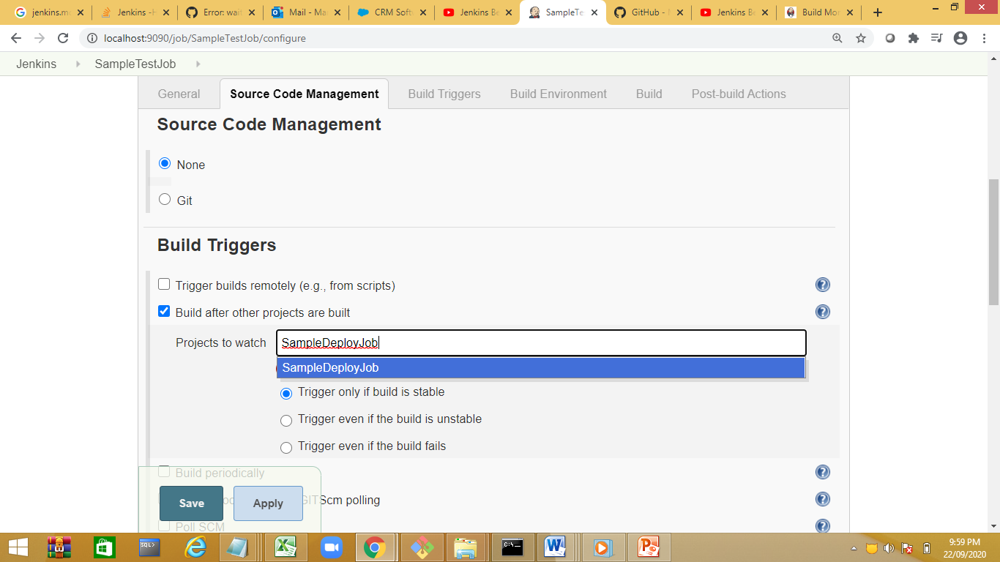 jenkins.m
Jenkins -H
Error: wait
Mail - Ma
CRM Soft
Jenkins Be
SampleTe
GitHub -
Jenkins Be
Build Mo
localhost:9090/job/SampleTestJob/configure
Jenkins
SampleTestJob
General
Source Code Management
Build Triggers
Build Environment
Build
Post-build Actions
Source Code Management
None
Git
Build Triggers
Trigger builds remotely (e.g., from scripts)
?
Build after other projects are built
?
Projects to watch
SampleDeployJob
SampleDeployJob
Trigger only if build is stable
Trigger even if the build is unstable
Trigger even if the build fails
Build periodically
?
GITScm polling
?
Save
Apply
Poll SCM
?
SQL>
C:\
9:59 PM
22/09/2020